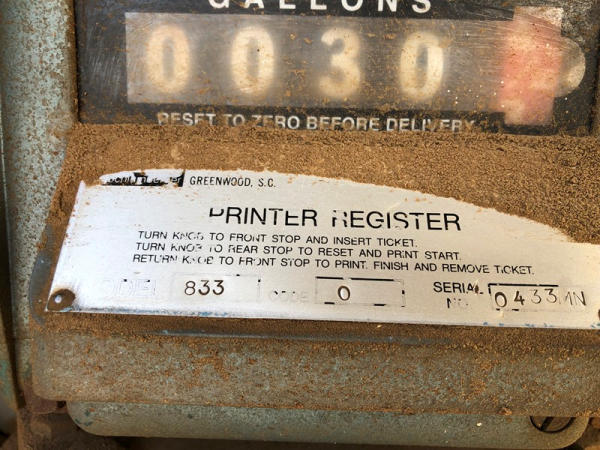 GALLONS
0030
RESET TO ZERO BEFORE DELIVERY
GREENWOOD, S.C.
PRINTER REGISTER
TURN KNOB TO FRONT STOP AND INSERT TICKET.
TURN KNOB TO REAR STOP TO RESET AND PRINT START.
RETURN KNOB TO FRONT STOP TO PRINT FINISH AND REMOVE TICKET.
MODEL 833 CODE 0 SERIAL NO. 0433MN